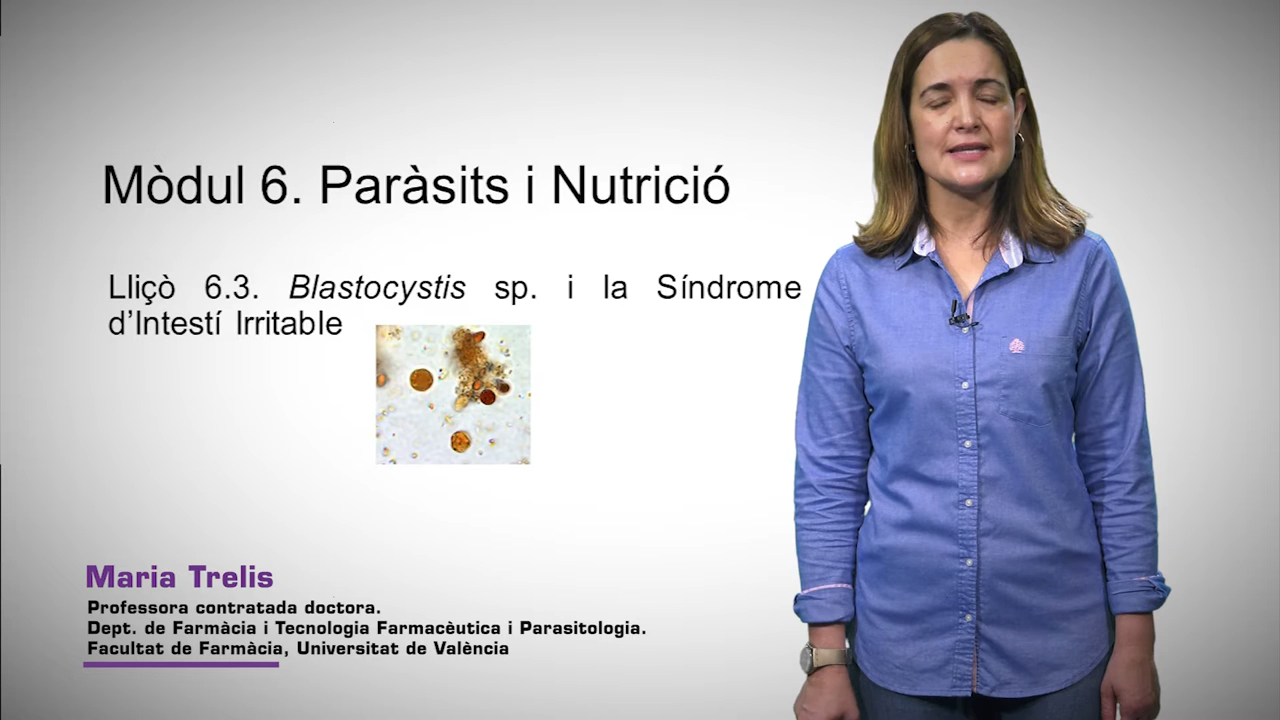 Mòdul 6. Paràsits i Nutrició
Lliçò 6.3. Blastocystis sp. i la Síndrome
d'Intestí Irritable
Maria Trelis
Professora contratada doctora.
Dept. de Farmàcia i Tecnologia Farmacèutica i Parasitologia.
Facultat de Farmàcia, Universitat de València